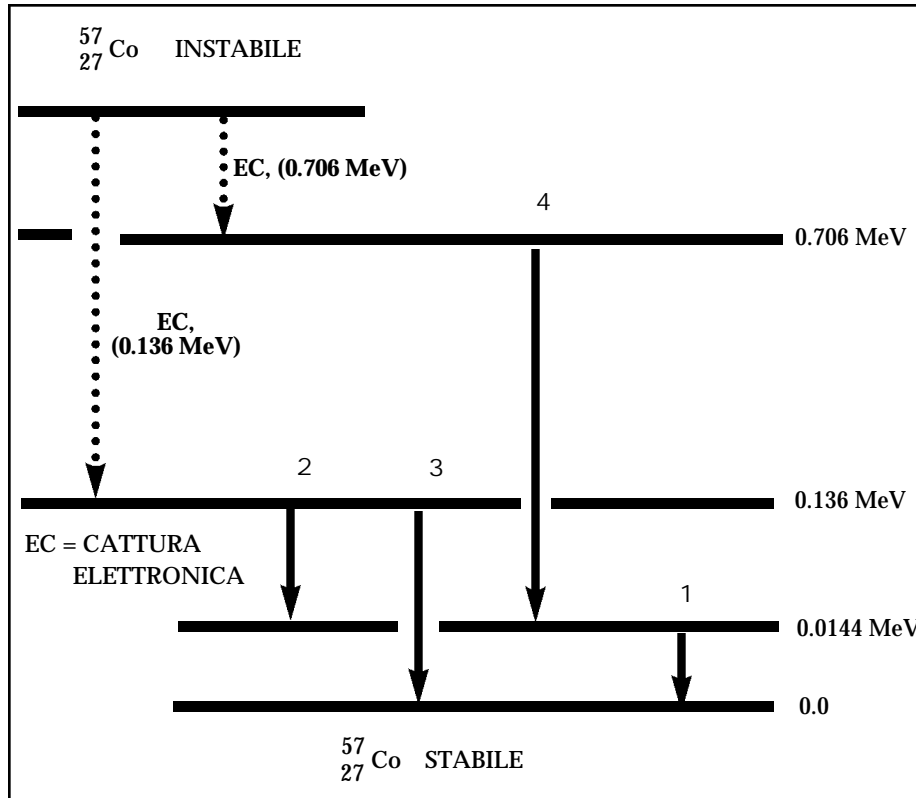 57
27 Co INSTABILE
EC, (0.706 MeV)
4
0.706 MeV
EC,
(0.136 MeV)
2 3
0.136 MeV
EC = CATTURA
ELETTRONICA
1
0.0144 MeV
0.0
57
27 Co STABILE